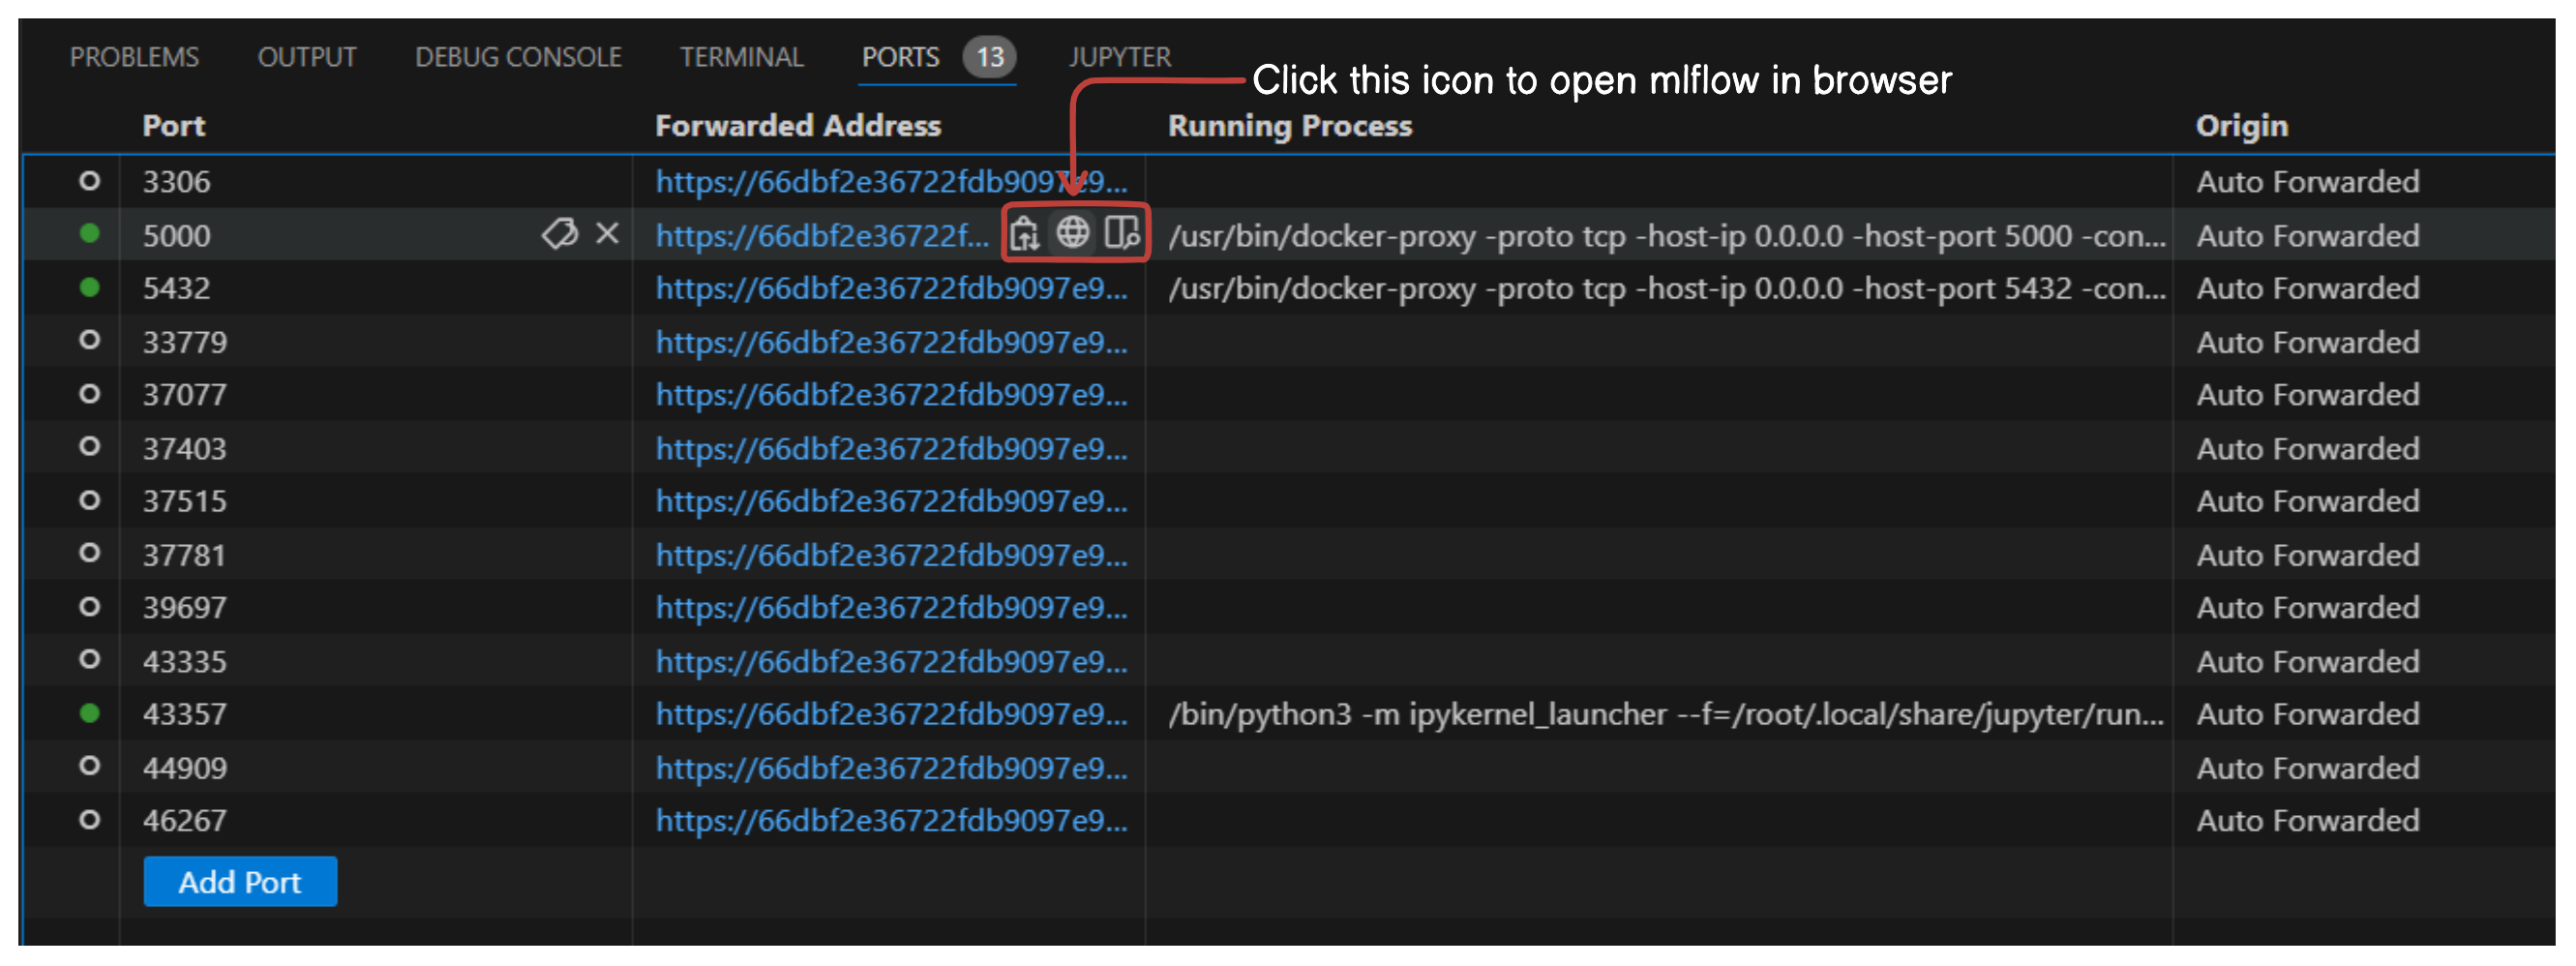 PROBLEMS OUTPUT DEBUG CONSOLE TERMINAL PORTS 13 JUPYTER
Click this icon to open mlflow in browser
Port Forwarded Address Running Process Origin
3306 https://66dbf2e36722fdb9097e9... Auto Forwarded
5000 https://66dbf2e36722f... /usr/bin/docker-proxy -proto tcp -host-ip 0.0.0.0 -host-port 5000 -con... Auto Forwarded
5432 https://66dbf2e36722fdb9097e9... /usr/bin/docker-proxy -proto tcp -host-ip 0.0.0.0 -host-port 5432 -con... Auto Forwarded
33779 https://66dbf2e36722fdb9097e9... Auto Forwarded
37077 https://66dbf2e36722fdb9097e9... Auto Forwarded
37403 https://66dbf2e36722fdb9097e9... Auto Forwarded
37515 https://66dbf2e36722fdb9097e9... Auto Forwarded
37781 https://66dbf2e36722fdb9097e9... Auto Forwarded
39697 https://66dbf2e36722fdb9097e9... Auto Forwarded
43335 https://66dbf2e36722fdb9097e9... Auto Forwarded
43357 https://66dbf2e36722fdb9097e9... /bin/python3 -m ipykernel_launcher --f=/root/.local/share/jupyter/run... Auto Forwarded
44909 https://66dbf2e36722fdb9097e9... Auto Forwarded
46267 https://66dbf2e36722fdb9097e9... Auto Forwarded
Add Port